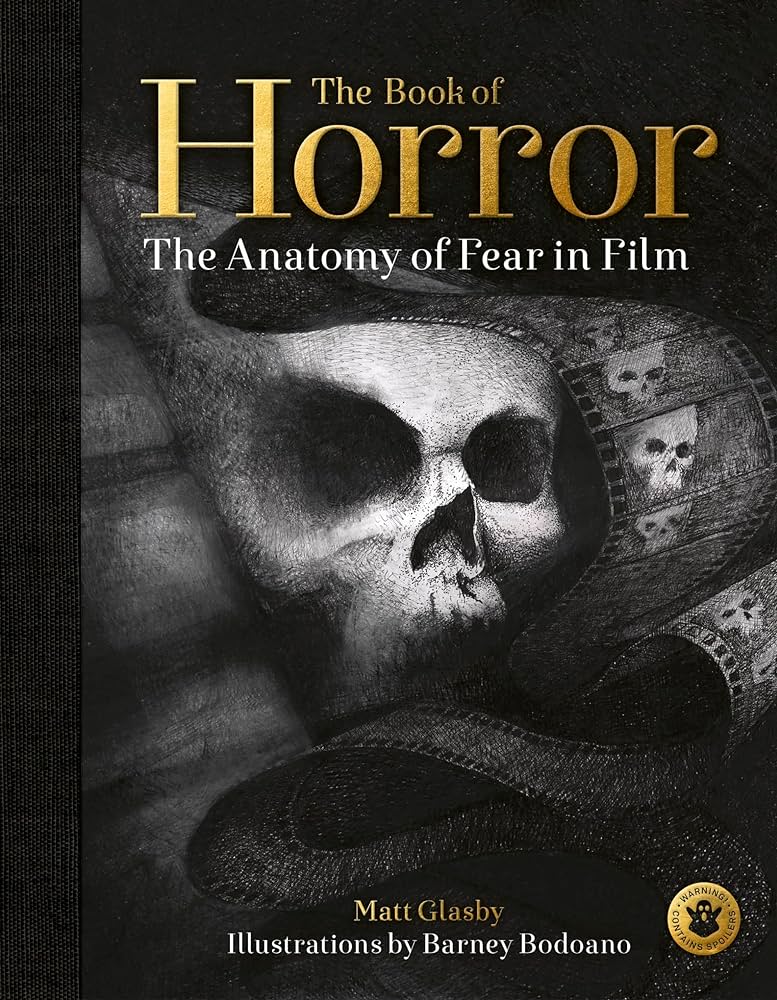 The Book of
Horror
The Anatomy of Fear in Film
Matt Glasby
Illustrations by Barney Bodoano
WARNING!
CONTAINS SPOILERS